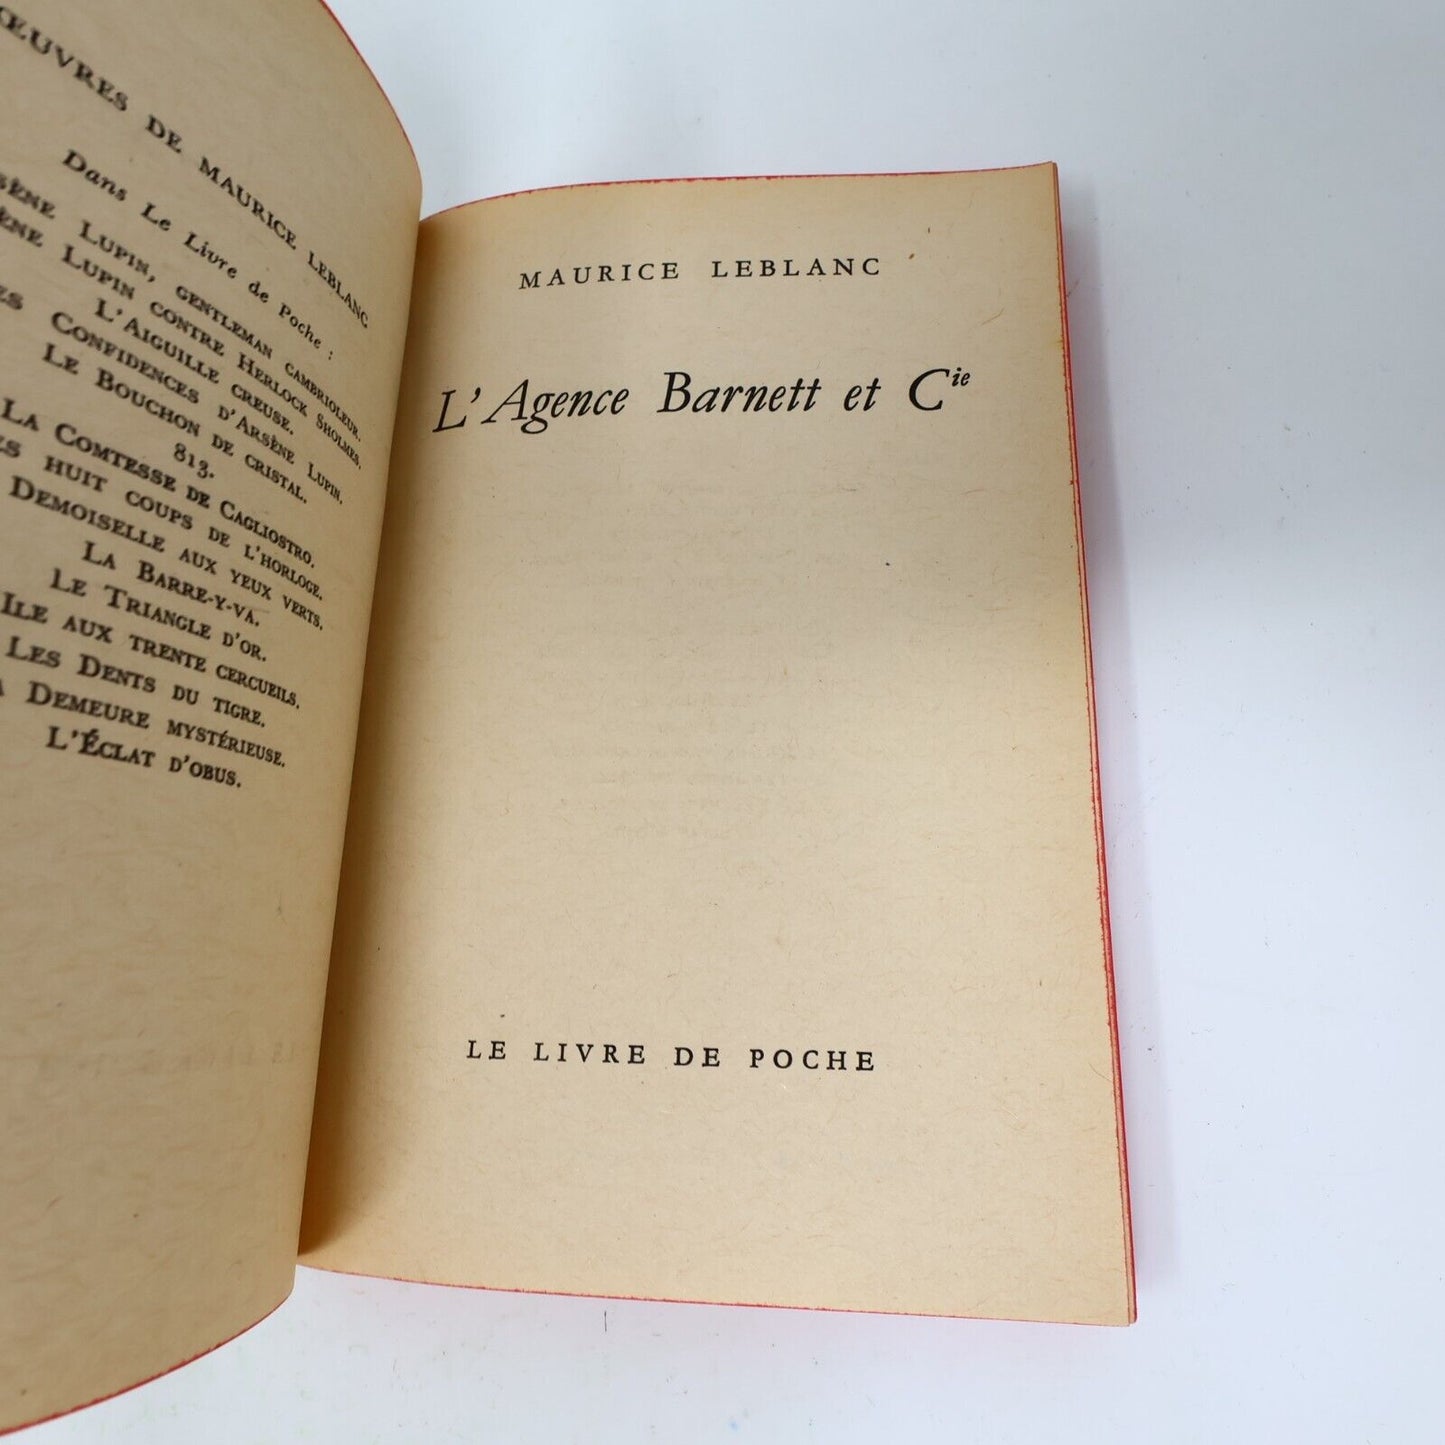 ŒUVRES DE MAURICE LEBLANC
Dans Le Livre de Poche :
SÈNE LUPIN, GENTLEMAN CAMBRIOLEUR.
ÈNE LUPIN CONTRE HERLOCK SHOLMES.
L'AIGUILLE CREUSE.
ES CONFIDENCES D'ARSÈNE LUPIN.
LE BOUCHON DE CRISTAL.
813.
LA COMTESSE DE CAGLIOSTRO.
ES HUIT COUPS DE L'HORLOGE.
DEMOISELLE AUX YEUX VERTS.
LA BARRE-Y-VA.
LE TRIANGLE D'OR.
ILE AUX TRENTE CERCUEILS.
LES DENTS DU TIGRE.
A DEMEURE MYSTÉRIEUSE.
L'ÉCLAT D'OBUS.
MAURICE LEBLANC
L'Agence Barnett et Cie
LE LIVRE DE POCHE